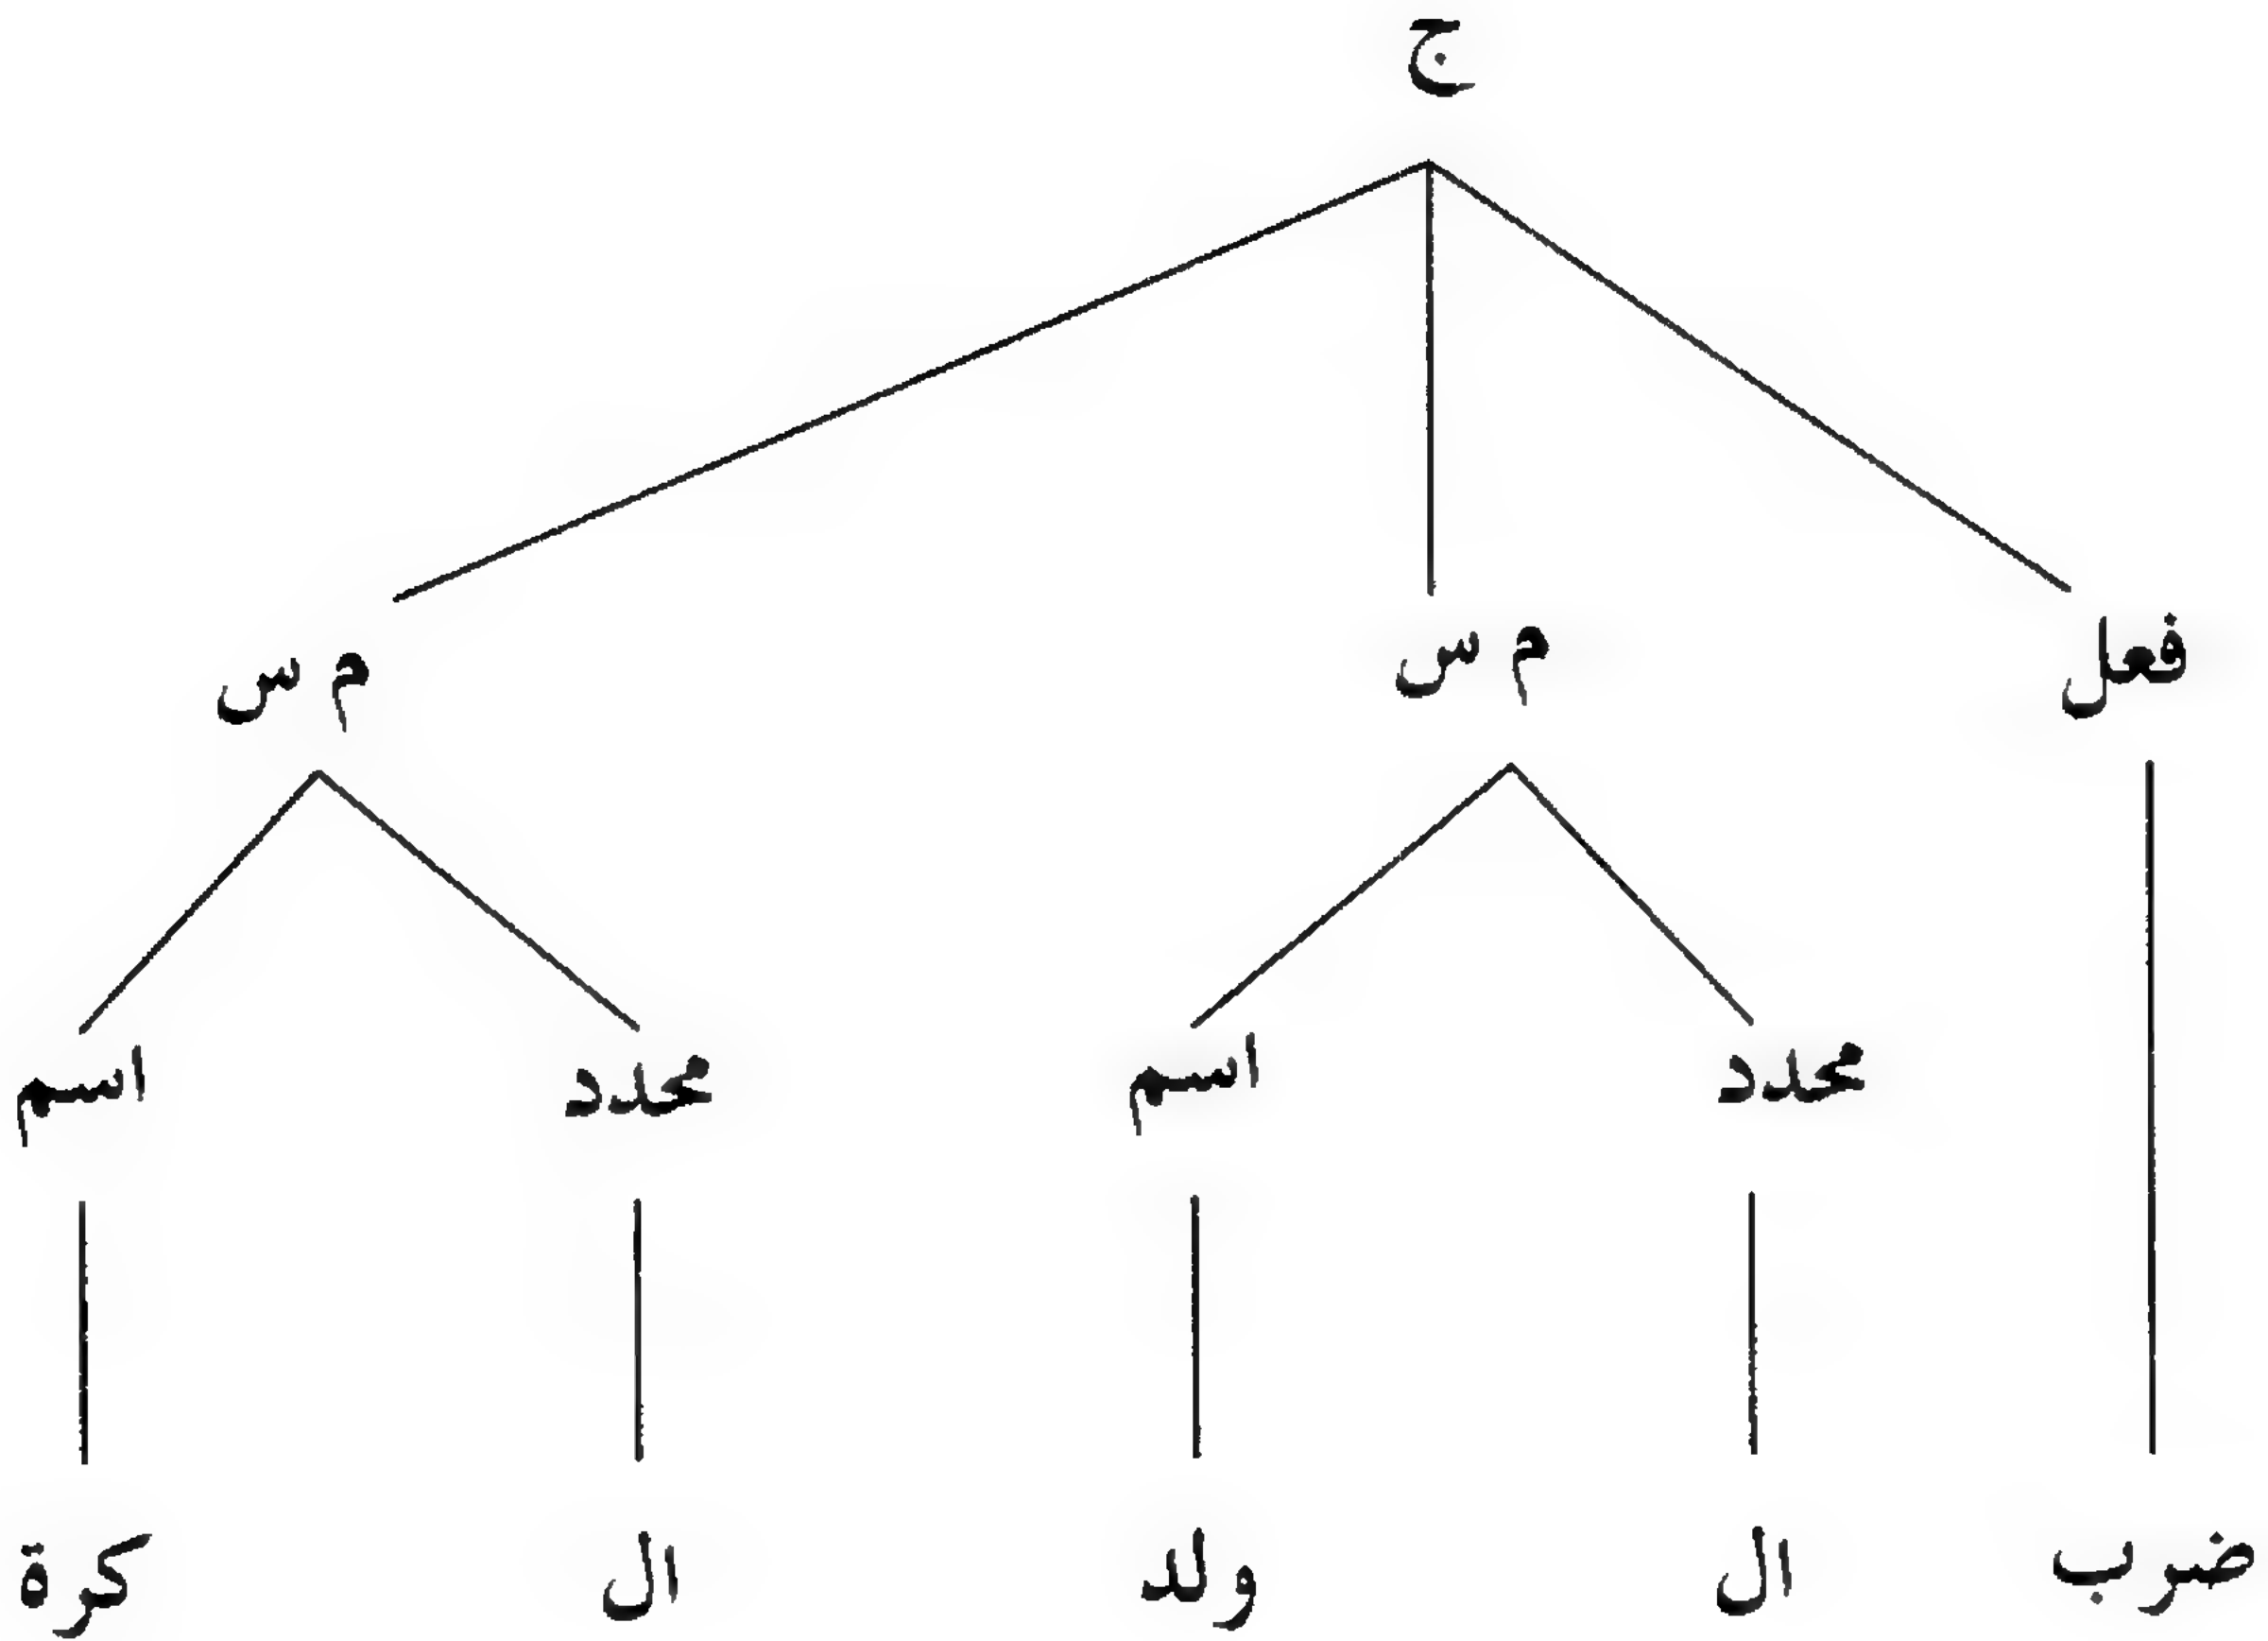 ج
فعل م س م س
محدد اسم محدد اسم
ضرب ال ولد ال كرة